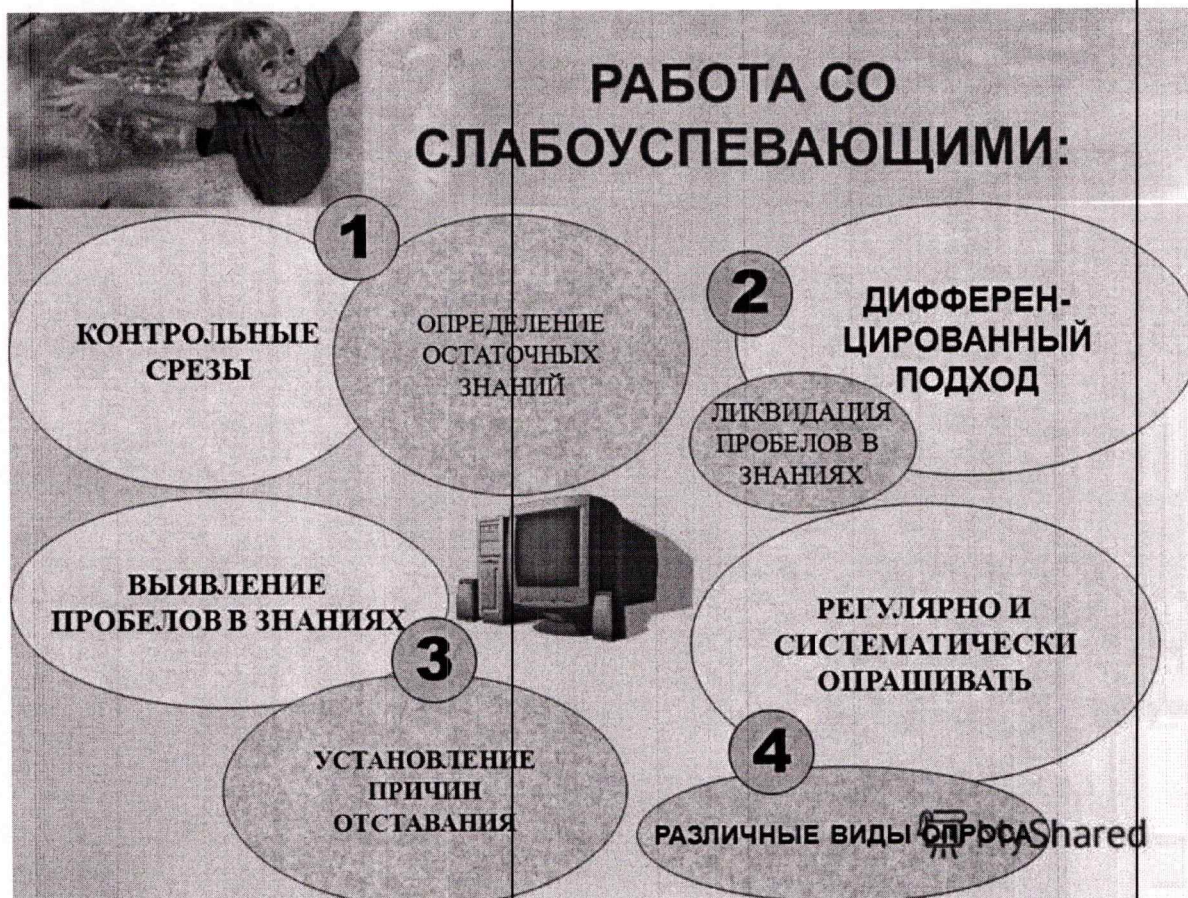 РАБОТА СО
СЛАБОУСПЕВАЮЩИМИ:
1
КОНТРОЛЬНЫЕ
СРЕЗЫ
ОПРЕДЕЛЕНИЕ
ОСТАТОЧНЫХ
ЗНАНИЙ
2
ДИФФЕРЕН-
ЦИРОВАННЫЙ
ПОДХОД
ЛИКВИДАЦИЯ
ПРОБЕЛОВ В
ЗНАНИЯХ
ВЫЯВЛЕНИЕ
ПРОБЕЛОВ В ЗНАНИЯХ
3
УСТАНОВЛЕНИЕ
ПРИЧИН
ОТСТАВАНИЯ
РЕГУЛЯРНО И
СИСТЕМАТИЧЕСКИ
ОПРАШИВАТЬ
4
РАЗЛИЧНЫЕ ВИДЫ ОПРОСА
MyShared